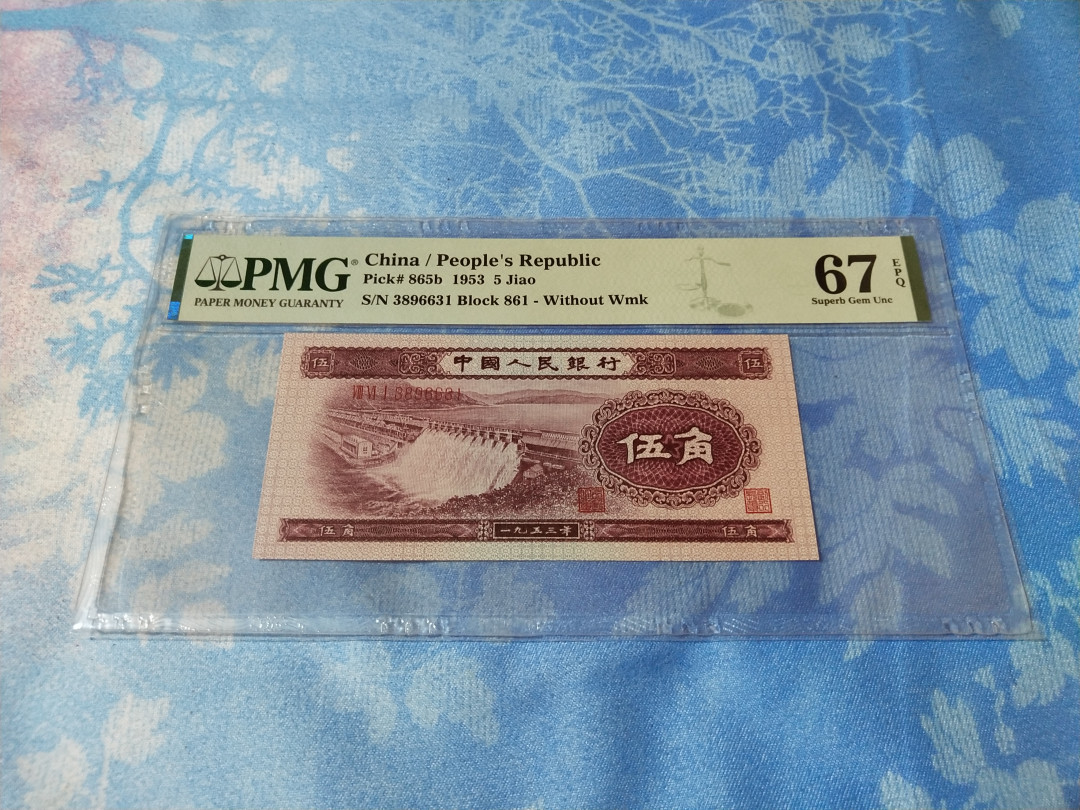 PMG®
PAPER MONEY GUARANTY
China / People's Republic
Pick# 865b 1953 5 Jiao
S/N 3896631 Block 861 - Without Wmk
67
EPQ
Superb Gem Unc
伍 中國人民銀行 伍
伍角
伍角 一九五三年 伍角